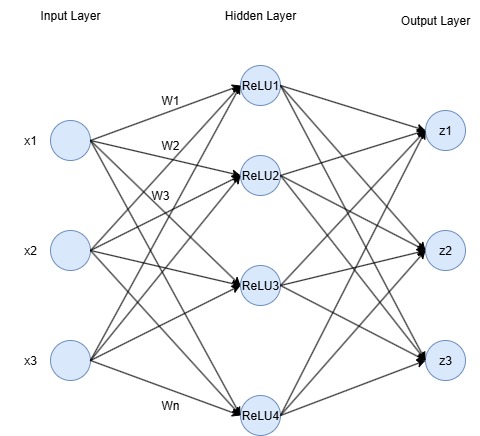 Input Layer
Hidden Layer
Output Layer
x1
x2
x3
W1
W2
W3
Wn
ReLU1
ReLU2
ReLU3
ReLU4
z1
z2
z3